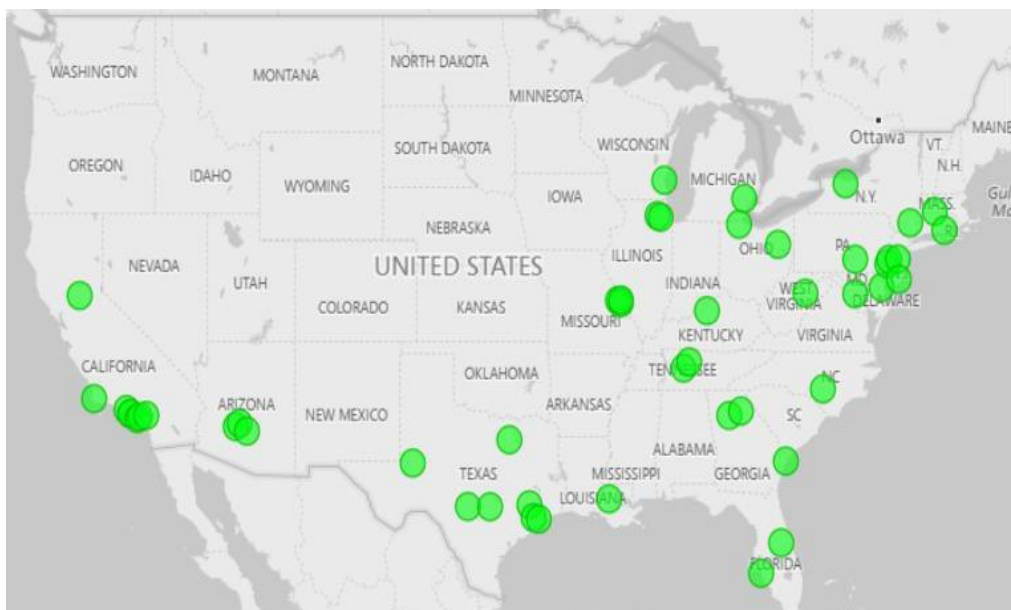 WASHINGTON
MONTANA
NORTH DAKOTA
MINNESOTA
Ottawa
MAINE
VT.
N.H.
OREGON
IDAHO
WYOMING
SOUTH DAKOTA
WISCONSIN
MICHIGAN
N.Y.
MASS.
IOWA
NEBRASKA
NEVADA
UTAH
COLORADO
UNITED STATES
KANSAS
ILLINOIS
INDIANA
OHIO
PA
MD
DELAWARE
WEST
VIRGINIA
VIRGINIA
MISSOURI
KENTUCKY
CALIFORNIA
ARIZONA
NEW MEXICO
OKLAHOMA
ARKANSAS
TENNESSEE
NC
SC
TEXAS
LOUISIANA
MISSISSIPPI
ALABAMA
GEORGIA
FLORIDA